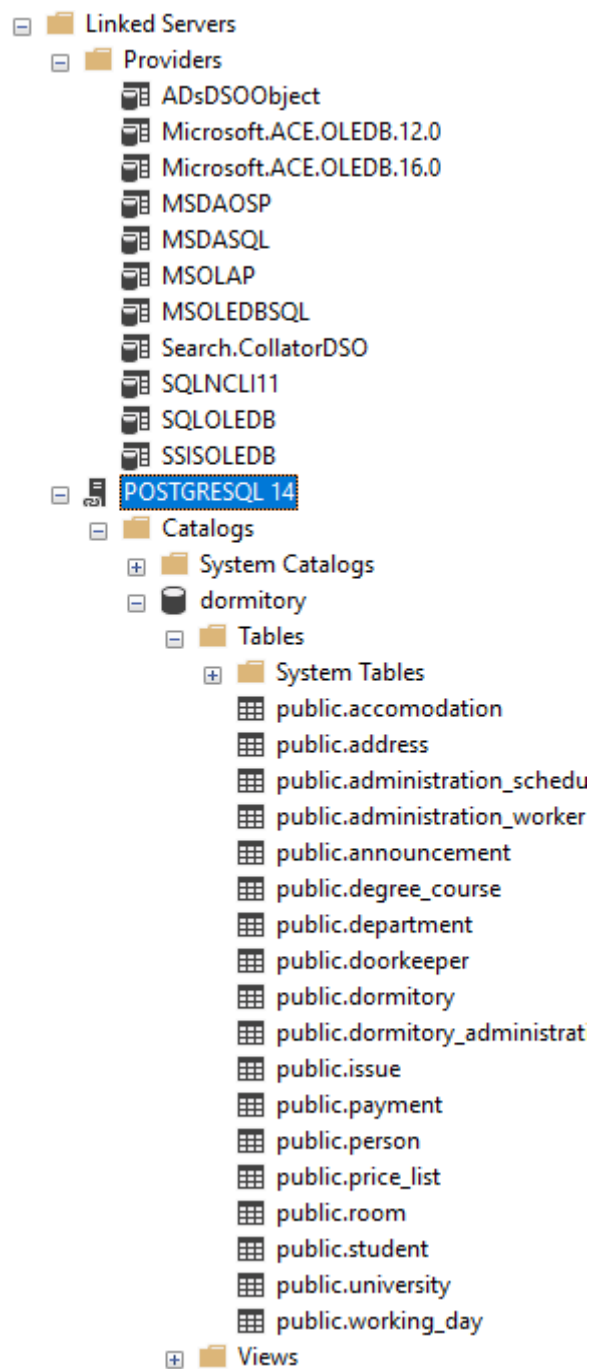 Linked Servers
Providers
ADsDSOObject
Microsoft.ACE.OLEDB.12.0
Microsoft.ACE.OLEDB.16.0
MSDAOSP
MSDASQL
MSOLAP
MSOLEDBSQL
Search.CollatorDSO
SQLNCLI11
SQLOLEDB
SSISOLEDB
POSTGRESQL 14
Catalogs
System Catalogs
dormitory
Tables
System Tables
public.accomodation
public.address
public.administration_schedu
public.administration_worker
public.announcement
public.degree_course
public.department
public.doorkeeper
public.dormitory
public.dormitory_administrat
public.issue
public.payment
public.person
public.price_list
public.room
public.student
public.university
public.working_day
Views